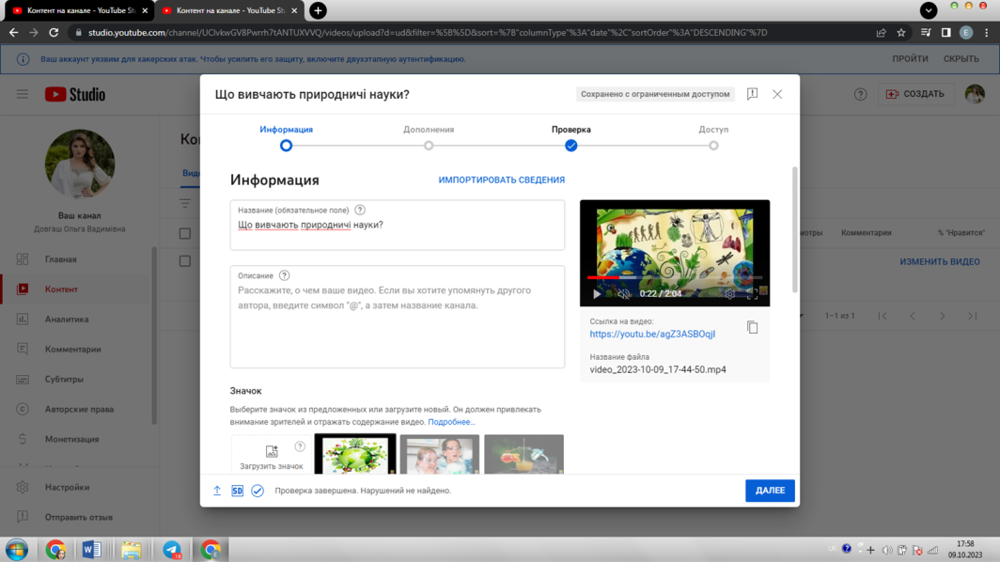 Контент на канале - YouTube St
Контент на канале - YouTube St
studio.youtube.com/channel/UCIvkwGV8Pwrrh7tANTUXVVQ/videos/upload?d=ud&filter=%5B%5D&sort=%7B"columnType"%3A"date"%2C"sortOrder"%3A"DESCENDING"%7D
E
Ваш аккаунт уязвим для хакерских атак. Чтобы усилить его защиту, включите двухэтапную аутентификацию.
ПРОЙТИ
СКРЫТЬ
Studio
СОЗДАТЬ
Що вивчають природничі науки?
Сохранено с ограниченным доступом
Информация
Дополнения
Проверка
Доступ
Ваш канал
Довгаш Ольга Вадимівна
Главная
Контент
Аналитика
Комментарии
Субтитры
Авторские права
Монетизация
Настройки
Отправить отзыв
Информация
ИМПОРТИРОВАТЬ СВЕДЕНИЯ
Название (обязательное поле)
Що вивчають природничі науки?
Описание
Расскажите, о чем ваше видео. Если вы хотите упомянуть другого
автора, введите символ "@", а затем название канала.
0:22 / 2:04
Ссылка на видео:
https://youtu.be/agZ3ASBOqjI
Название файла
video_2023-10-09_17-44-50.mp4
Значок
Выберите значок из предложенных или загрузите новый. Он должен привлекать
внимание зрителей и отражать содержание видео. Подробнее…
Загрузить значок
SD
Проверка завершена. Нарушений не найдено.
ДАЛЕЕ
Комментарии
% "Нравится"
ИЗМЕНИТЬ ВИДЕО
1–1 из 1
17:58
09.10.2023